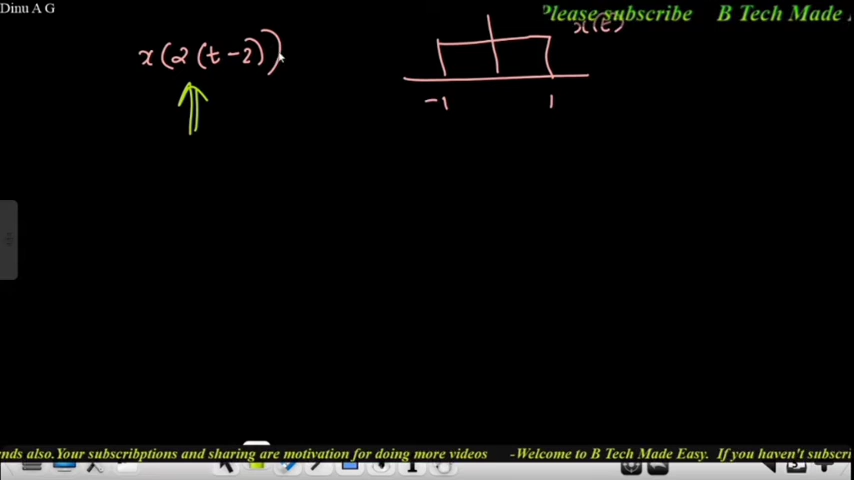 Dinu A G
Please subscribe B Tech Made
x(2(t-2))
x(t)
-1 1
nds also.Your subscribptions and sharing are motivation for doing more videos -Welcome to B Tech Made Easy. If you haven't subscri